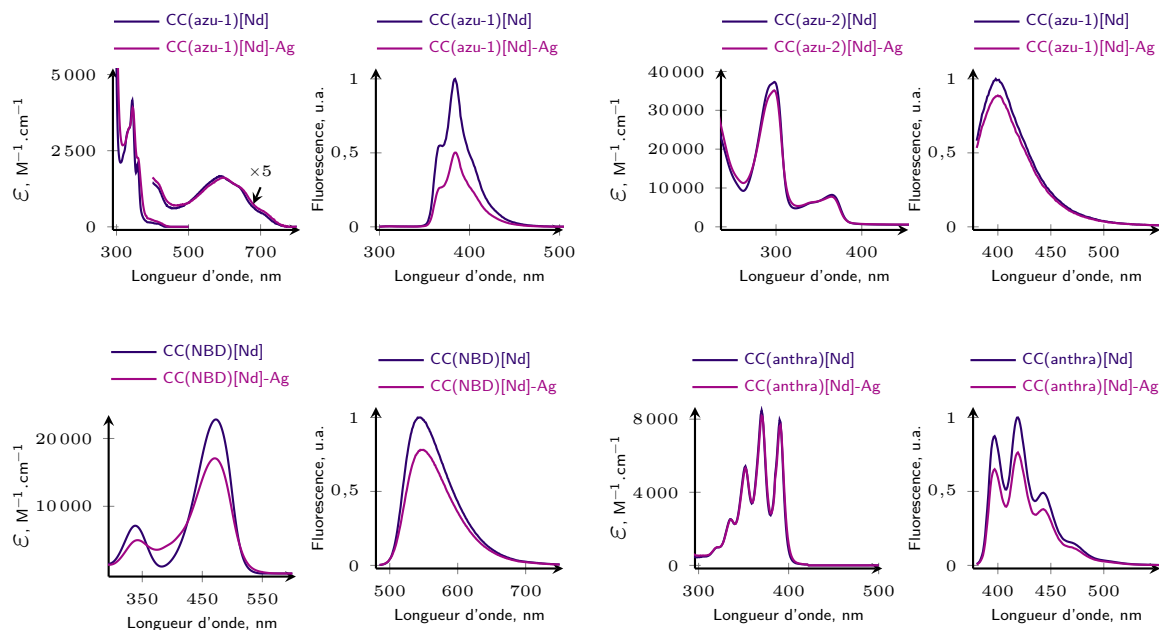 CC(azu-1)[Nd]
CC(azu-1)[Nd]-Ag
5 000
2 500
0
ε, M⁻¹.cm⁻¹
×5
300 500 700
Longueur d'onde, nm
CC(azu-1)[Nd]
CC(azu-1)[Nd]-Ag
1
0,5
0
Fluorescence, u.a.
300 400 500
Longueur d'onde, nm
CC(azu-2)[Nd]
CC(azu-2)[Nd]-Ag
40 000
30 000
20 000
10 000
0
ε, M⁻¹.cm⁻¹
300 400
Longueur d'onde, nm
CC(azu-1)[Nd]
CC(azu-1)[Nd]-Ag
1
0,5
0
Fluorescence, u.a.
400 450 500
Longueur d'onde, nm
CC(NBD)[Nd]
CC(NBD)[Nd]-Ag
20 000
10 000
ε, M⁻¹.cm⁻¹
350 450 550
Longueur d'onde, nm
CC(NBD)[Nd]
CC(NBD)[Nd]-Ag
1
0,5
0
Fluorescence, u.a.
500 600 700
Longueur d'onde, nm
CC(anthra)[Nd]
CC(anthra)[Nd]-Ag
8 000
4 000
0
ε, M⁻¹.cm⁻¹
300 400 500
Longueur d'onde, nm
CC(anthra)[Nd]
CC(anthra)[Nd]-Ag
1
0,5
0
Fluorescence, u.a.
400 450 500
Longueur d'onde, nm